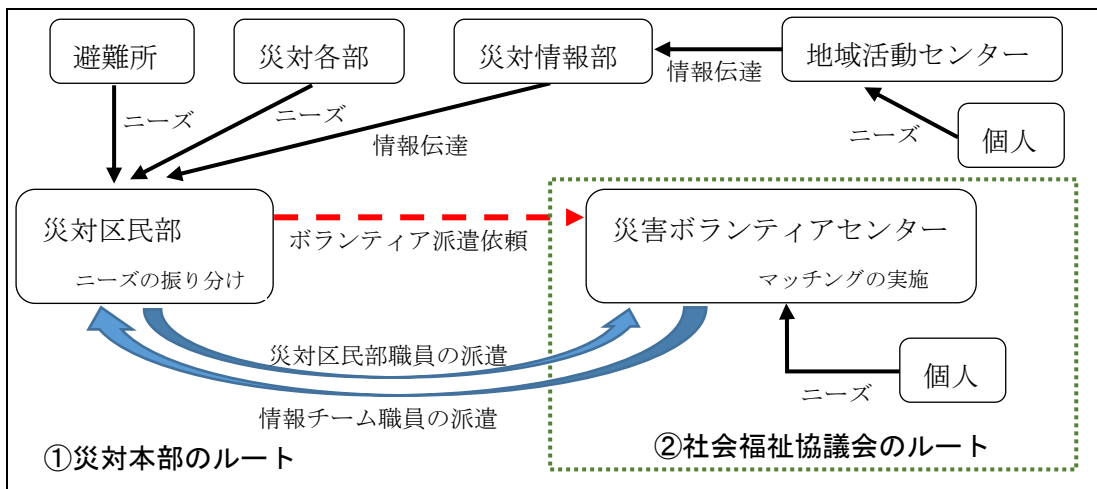 避難所
災対各部
災対情報部
地域活動センター
情報伝達
ニーズ
ニーズ
情報伝達
ニーズ
個人
災対区民部
ニーズの振り分け
ボランティア派遣依頼
災害ボランティアセンター
マッチングの実施
災対区民部職員の派遣
情報チーム職員の派遣
ニーズ
個人
①災対本部のルート
②社会福祉協議会のルート